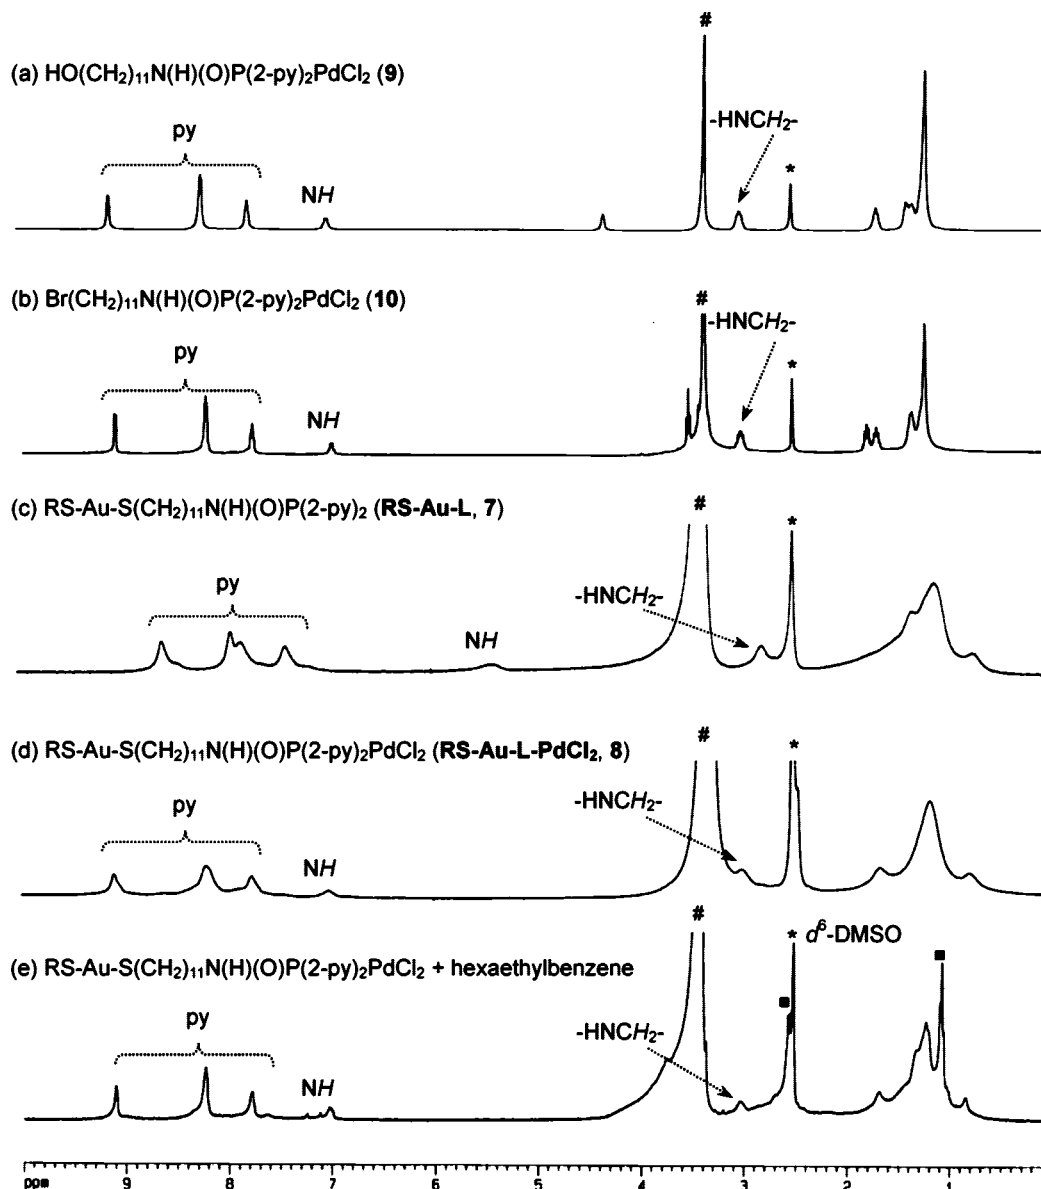 #
(a) HO(CH₂)₁₁N(H)(O)P(2-py)₂PdCl₂ (9)
-HNCH₂-
py
*
NH
(b) Br(CH₂)₁₁N(H)(O)P(2-py)₂PdCl₂ (10)
#
-HNCH₂-
py
*
NH
(c) RS-Au-S(CH₂)₁₁N(H)(O)P(2-py)₂ (RS-Au-L, 7)
#
*
py
-HNCH₂-
NH
(d) RS-Au-S(CH₂)₁₁N(H)(O)P(2-py)₂PdCl₂ (RS-Au-L-PdCl₂, 8)
#
*
-HNCH₂-
py
NH
#
* d⁶-DMSO
(e) RS-Au-S(CH₂)₁₁N(H)(O)P(2-py)₂PdCl₂ + hexaethylbenzene
■
■
py
-HNCH₂-
NH
ppm 9 8 7 6 5 4 3 2 1